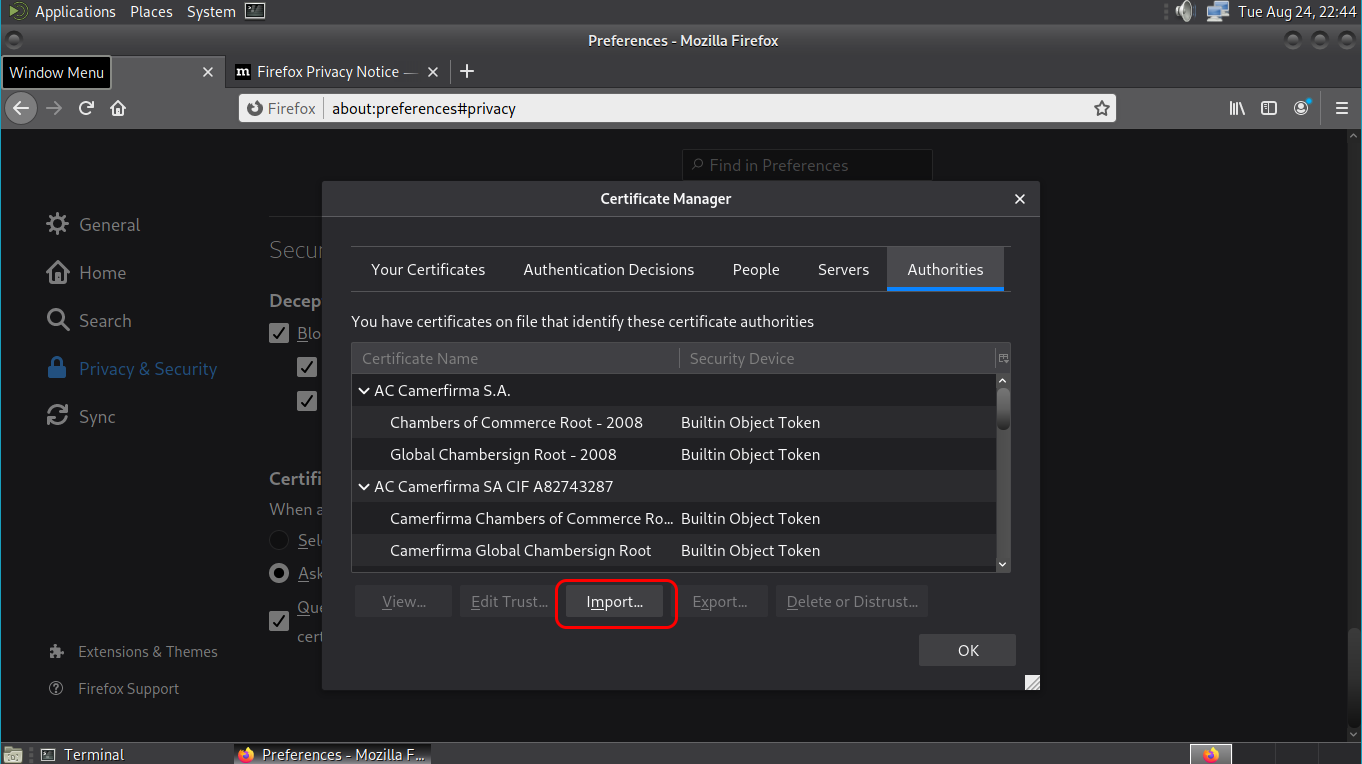 Applications Places System Tue Aug 24, 22:44
Preferences - Mozilla Firefox
Window Menu m Firefox Privacy Notice —
Firefox about:preferences#privacy
Find in Preferences
Certificate Manager
General
Home
Search
Privacy & Security
Sync
Extensions & Themes
Firefox Support
Secur
Decep
Blo
Certifi
When a
Sel
Ask
Que
cert
Your Certificates Authentication Decisions People Servers Authorities
You have certificates on file that identify these certificate authorities
Certificate Name Security Device
AC Camerfirma S.A.
Chambers of Commerce Root - 2008 Builtin Object Token
Global Chambersign Root - 2008 Builtin Object Token
AC Camerfirma SA CIF A82743287
Camerfirma Chambers of Commerce Ro... Builtin Object Token
Camerfirma Global Chambersign Root Builtin Object Token
View... Edit Trust... Import... Export... Delete or Distrust...
OK
Terminal Preferences - Mozilla F...